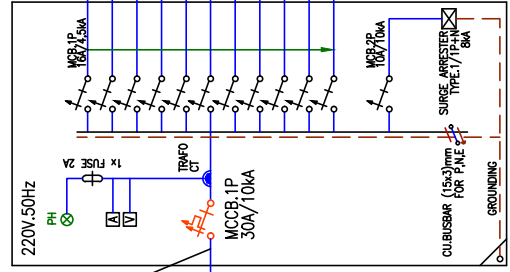 MCB.1P
16A/4,5kA
MCB.2P
10A/10kA
SURGE ARRESTER
TYPE.1/1P+N
8kA
1x FUSE 2A
TRAFO
CT
PH
A
V
MCCB.1P
30A/10kA
220V.50Hz
CU.BUSBAR (15x3)mm
FOR P,N,E
GROUNDING